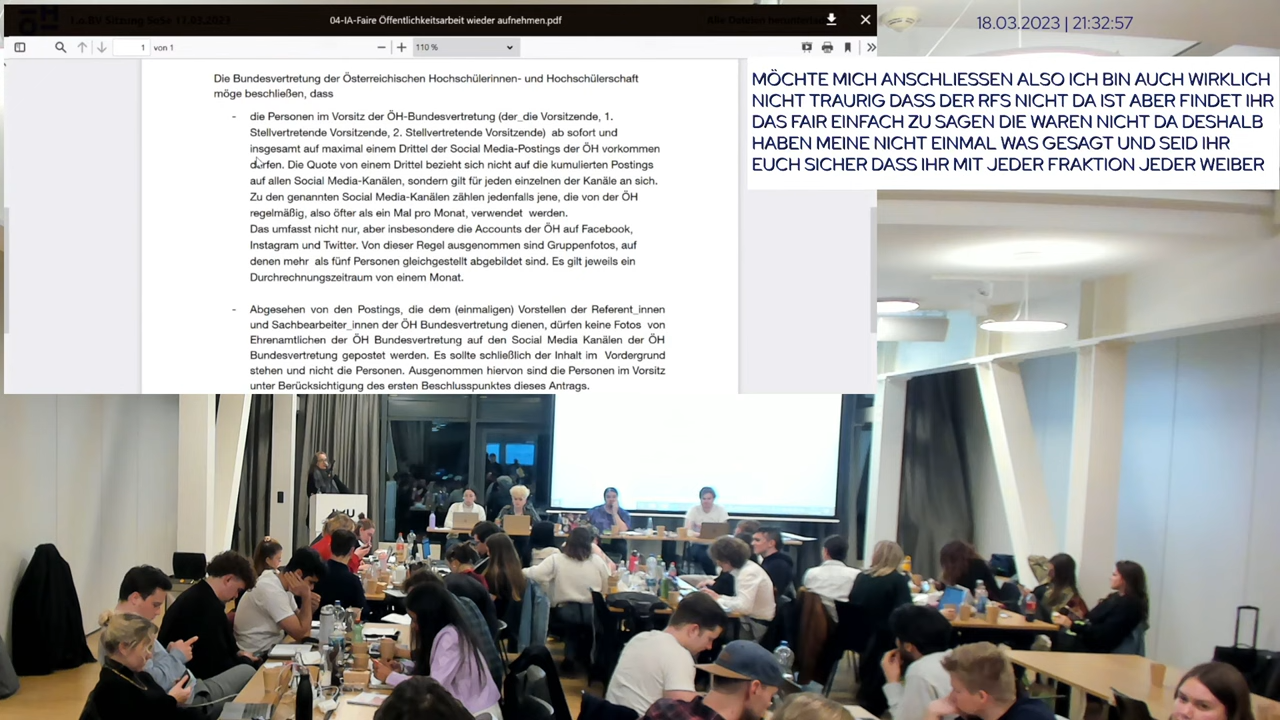 1.o BV Sitzung SoSe 17.03.2023
04-IA-Faire Öffentlichkeitsarbeit wieder aufnehmen.pdf
18.03.2023 | 21:32:57
1 von 1
110 %
Die Bundesvertretung der Österreichischen Hochschülerinnen- und Hochschülerschaft
möge beschließen, dass
- die Personen im Vorsitz der ÖH-Bundesvertretung (der_die Vorsitzende, 1.
Stellvertretende Vorsitzende, 2. Stellvertretende Vorsitzende) ab sofort und
insgesamt auf maximal einem Drittel der Social Media-Postings der ÖH vorkommen
dürfen. Die Quote von einem Drittel bezieht sich nicht auf die kumulierten Postings
auf allen Social Media-Kanälen, sondern gilt für jeden einzelnen der Kanäle an sich.
Zu den genannten Social Media-Kanälen zählen jedenfalls jene, die von der ÖH
regelmäßig, also öfter als ein Mal pro Monat, verwendet werden.
Das umfasst nicht nur, aber insbesondere die Accounts der ÖH auf Facebook,
Instagram und Twitter. Von dieser Regel ausgenommen sind Gruppenfotos, auf
denen mehr als fünf Personen gleichgestellt abgebildet sind. Es gilt jeweils ein
Durchrechnungszeitraum von einem Monat.
- Abgesehen von den Postings, die dem (einmaligen) Vorstellen der Referent_innen
und Sachbearbeiter_innen der ÖH Bundesvertretung dienen, dürfen keine Fotos von
Ehrenamtlichen der ÖH Bundesvertretung auf den Social Media Kanälen der ÖH
Bundesvertretung gepostet werden. Es sollte schließlich der Inhalt im Vordergrund
stehen und nicht die Personen. Ausgenommen hiervon sind die Personen im Vorsitz
unter Berücksichtigung des ersten Beschlusspunktes dieses Antrags.
MÖCHTE MICH ANSCHLIESSEN ALSO ICH BIN AUCH WIRKLICH
NICHT TRAURIG DASS DER RFS NICHT DA IST ABER FINDET IHR
DAS FAIR EINFACH ZU SAGEN DIE WAREN NICHT DA DESHALB
HABEN MEINE NICHT EINMAL WAS GESAGT UND SEID IHR
EUCH SICHER DASS IHR MIT JEDER FRAKTION JEDER WEIBER
JKU